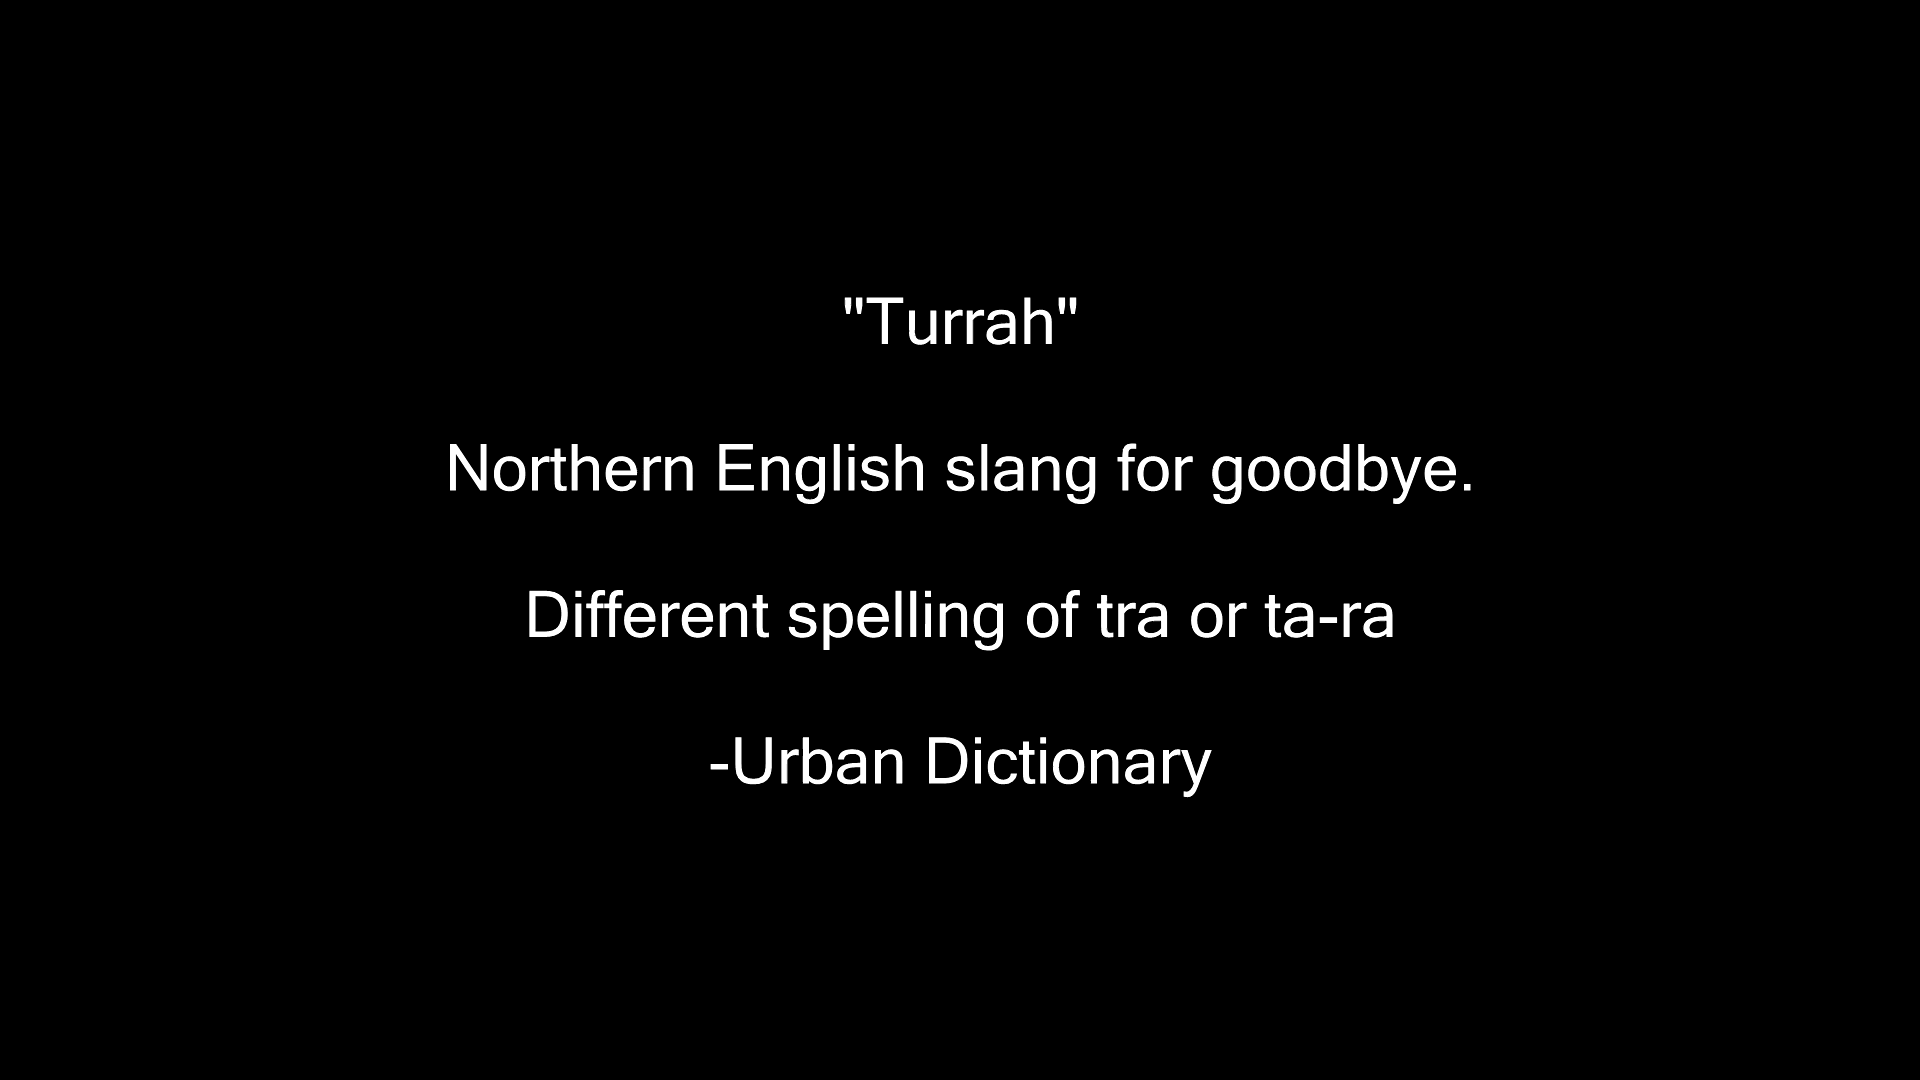 "Turrah"
Northern English slang for goodbye.
Different spelling of tra or ta-ra
-Urban Dictionary